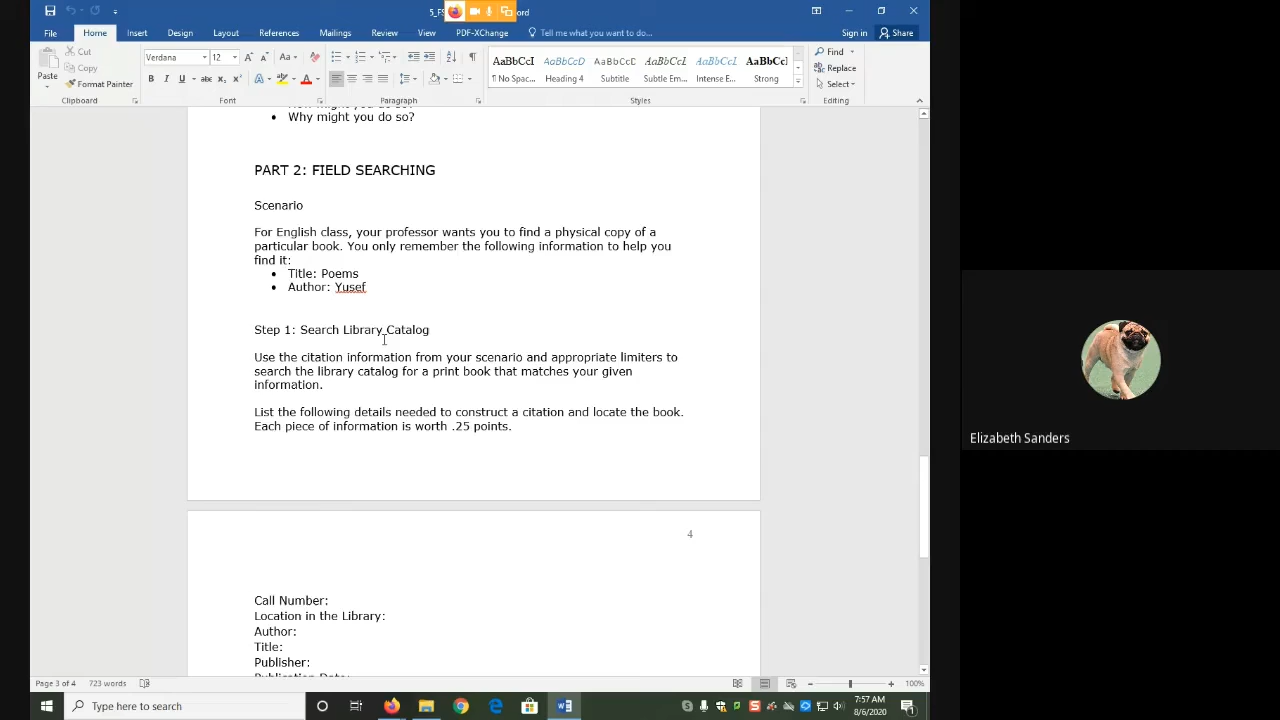 5_FS
ord
File
Home
Insert
Design
Layout
References
Mailings
Review
View
PDF-XChange
Tell me what you want to do...
Sign in
Share
Paste
Cut
Copy
Format Painter
Clipboard
Verdana
12
Font
Paragraph
AaBbCcI
¶ No Spac...
AaBbCcD
Heading 4
AaBbCcD
Subtitle
AaBbCcL
Subtle Em...
AaBbCcL
Intense E...
AaBbCc
Strong
Styles
Find
Replace
Select
Editing
• Why might you do so?
PART 2: FIELD SEARCHING
Scenario
For English class, your professor wants you to find a physical copy of a
particular book. You only remember the following information to help you
find it:
• Title: Poems
• Author: Yusef
Step 1: Search Library Catalog
Use the citation information from your scenario and appropriate limiters to
search the library catalog for a print book that matches your given
information.
List the following details needed to construct a citation and locate the book.
Each piece of information is worth .25 points.
4
Call Number:
Location in the Library:
Author:
Title:
Publisher:
Publication Date:
Elizabeth Sanders
Page 3 of 4
723 words
100%
Type here to search
7:57 AM
8/6/2020